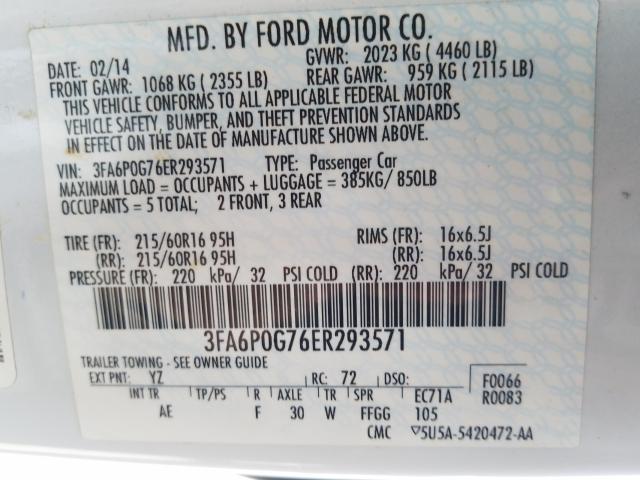 MFD. BY FORD MOTOR CO.
DATE: 02/14 GVWR: 2023 KG ( 4460 LB)
FRONT GAWR: 1068 KG ( 2355 LB) REAR GAWR: 959 KG ( 2115 LB)
THIS VEHICLE CONFORMS TO ALL APPLICABLE FEDERAL MOTOR
VEHICLE SAFETY, BUMPER, AND THEFT PREVENTION STANDARDS
IN EFFECT ON THE DATE OF MANUFACTURE SHOWN ABOVE.
VIN: 3FA6P0G76ER293571 TYPE: Passenger Car
MAXIMUM LOAD = OCCUPANTS + LUGGAGE = 385KG/ 850LB
OCCUPANTS = 5 TOTAL; 2 FRONT, 3 REAR
TIRE (FR): 215/60R16 95H RIMS (FR): 16x6.5J
(RR): 215/60R16 95H (RR): 16x6.5J
PRESSURE (FR): 220 kPa/ 32 PSI COLD (RR): 220 kPa/ 32 PSI COLD
3FA6P0G76ER293571
TRAILER TOWING - SEE OWNER GUIDE
EXT PNT: YZ RC: 72 DSO: F0066
INT TR TP/PS R AXLE TR SPR EC71A R0083
AE F 30 W FFGG 105
CMC ▽5U5A-5420472-AA